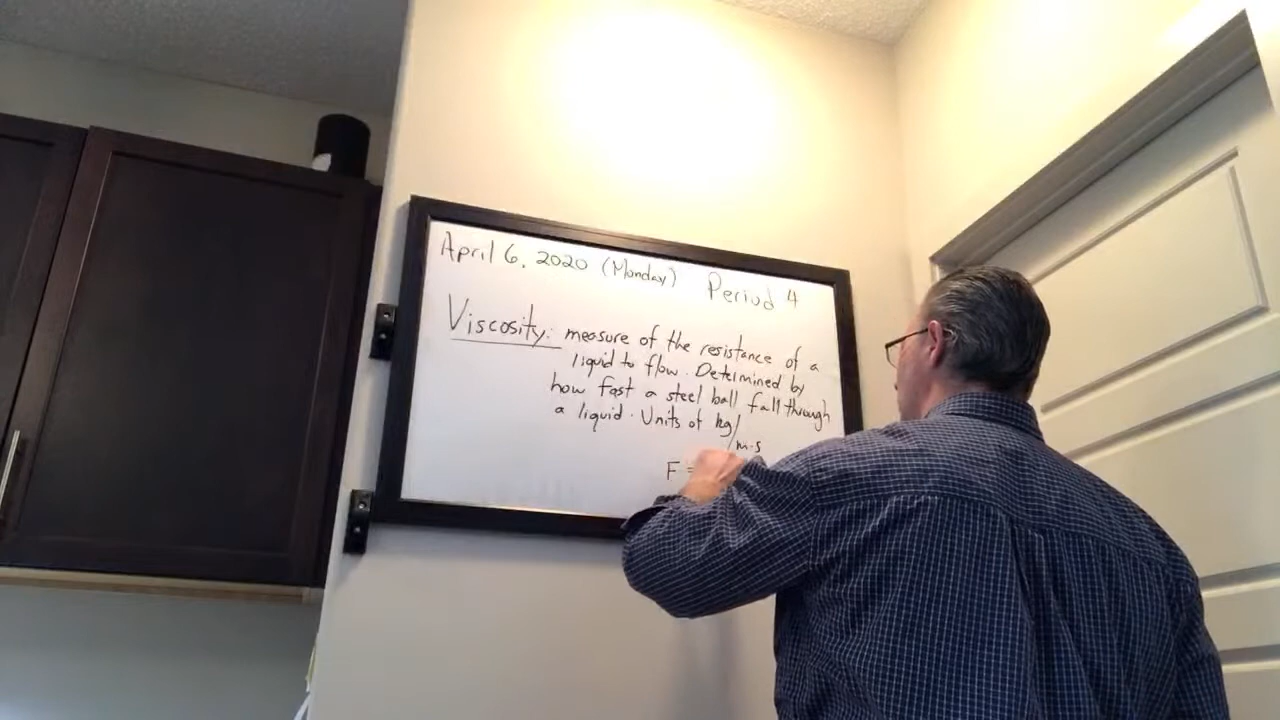 April 6, 2020 (Monday) Period 4
Viscosity: measure of the resistance of a
liquid to flow. Determined by
how fast a steel ball fall through
a liquid. Units of kg/
m·s
F =